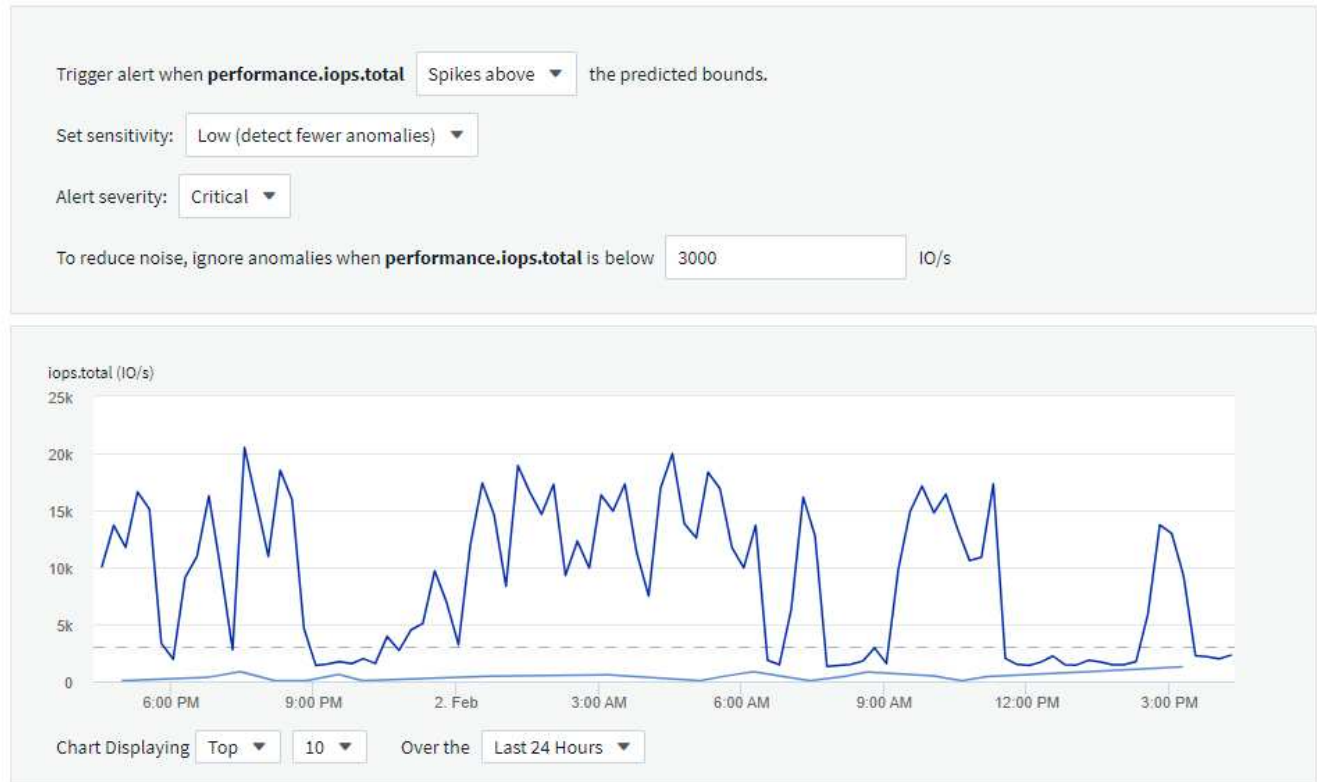 Trigger alert when performance.iops.total Spikes above the predicted bounds.
Set sensitivity: Low (detect fewer anomalies)
Alert severity: Critical
To reduce noise, ignore anomalies when performance.iops.total is below 3000 IO/s
iops.total (IO/s)
25k
20k
15k
10k
5k
0
6:00 PM 9:00 PM 2. Feb 3:00 AM 6:00 AM 9:00 AM 12:00 PM 3:00 PM
Chart Displaying Top 10 Over the Last 24 Hours